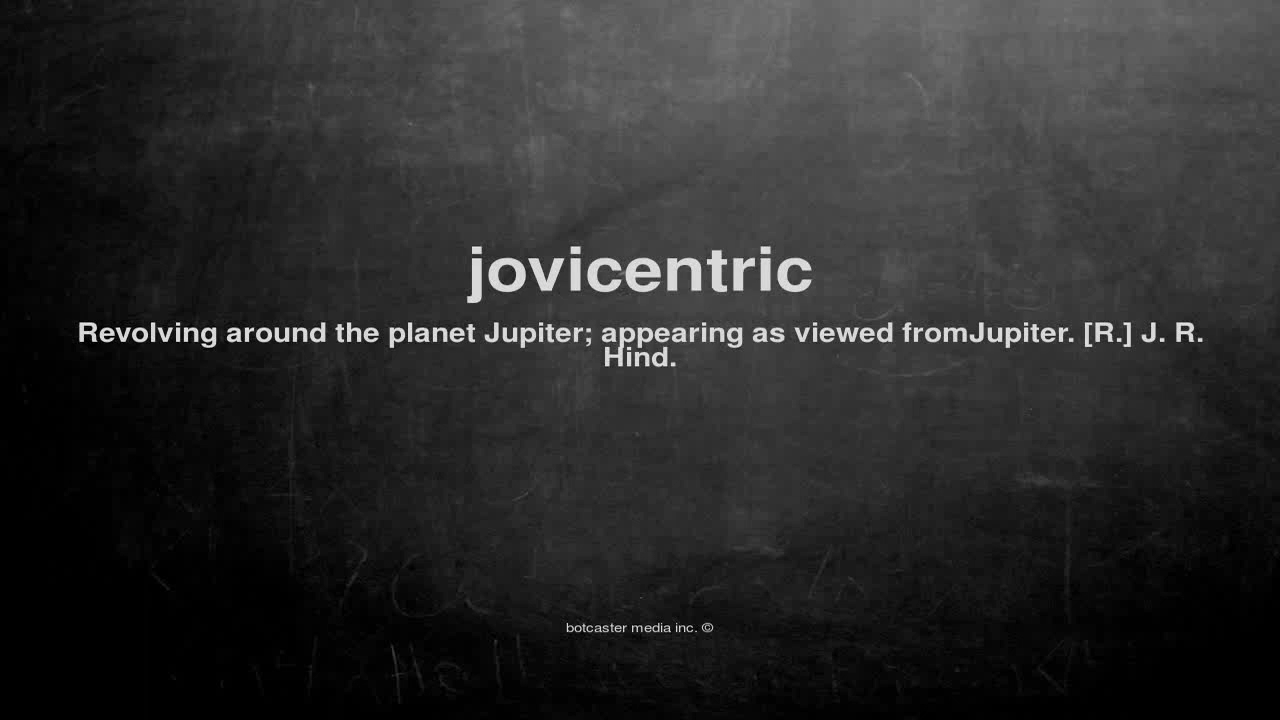 jovicentric
Revolving around the planet Jupiter; appearing as viewed fromJupiter. [R.] J. R.
Hind.
botcaster media inc. ©